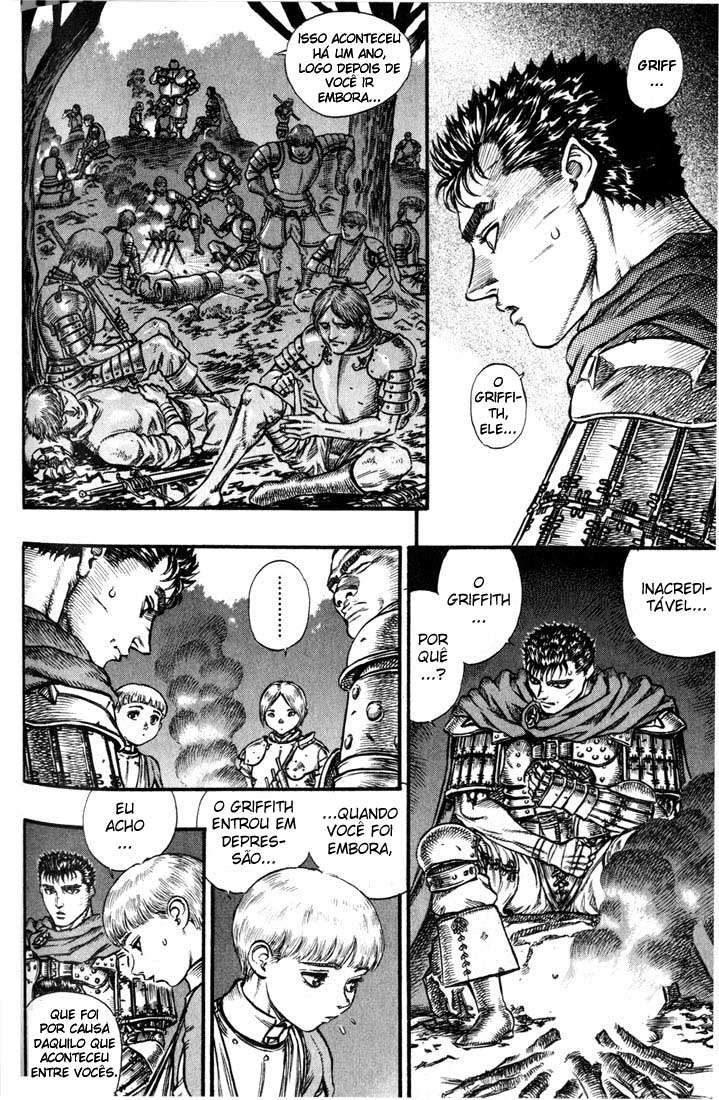 GRIFF
...
O
GRIFFI-
TH,
ELE...
ISSO ACONTECEU
HÁ UM ANO,
LOGO DEPOIS DE
VOCÊ IR
EMBORA...
INACREDI-
TÁVEL...
O
GRIFFITH
...
POR
QUÊ
...?
.........
...QUANDO
VOCÊ FOI
EMBORA,
O GRIFFITH
ENTROU EM
DEPRES-
SÃO...
EU
ACHO
...
QUE FOI
POR CAUSA
DAQUILO QUE
ACONTECEU
ENTRE VOCÊS.